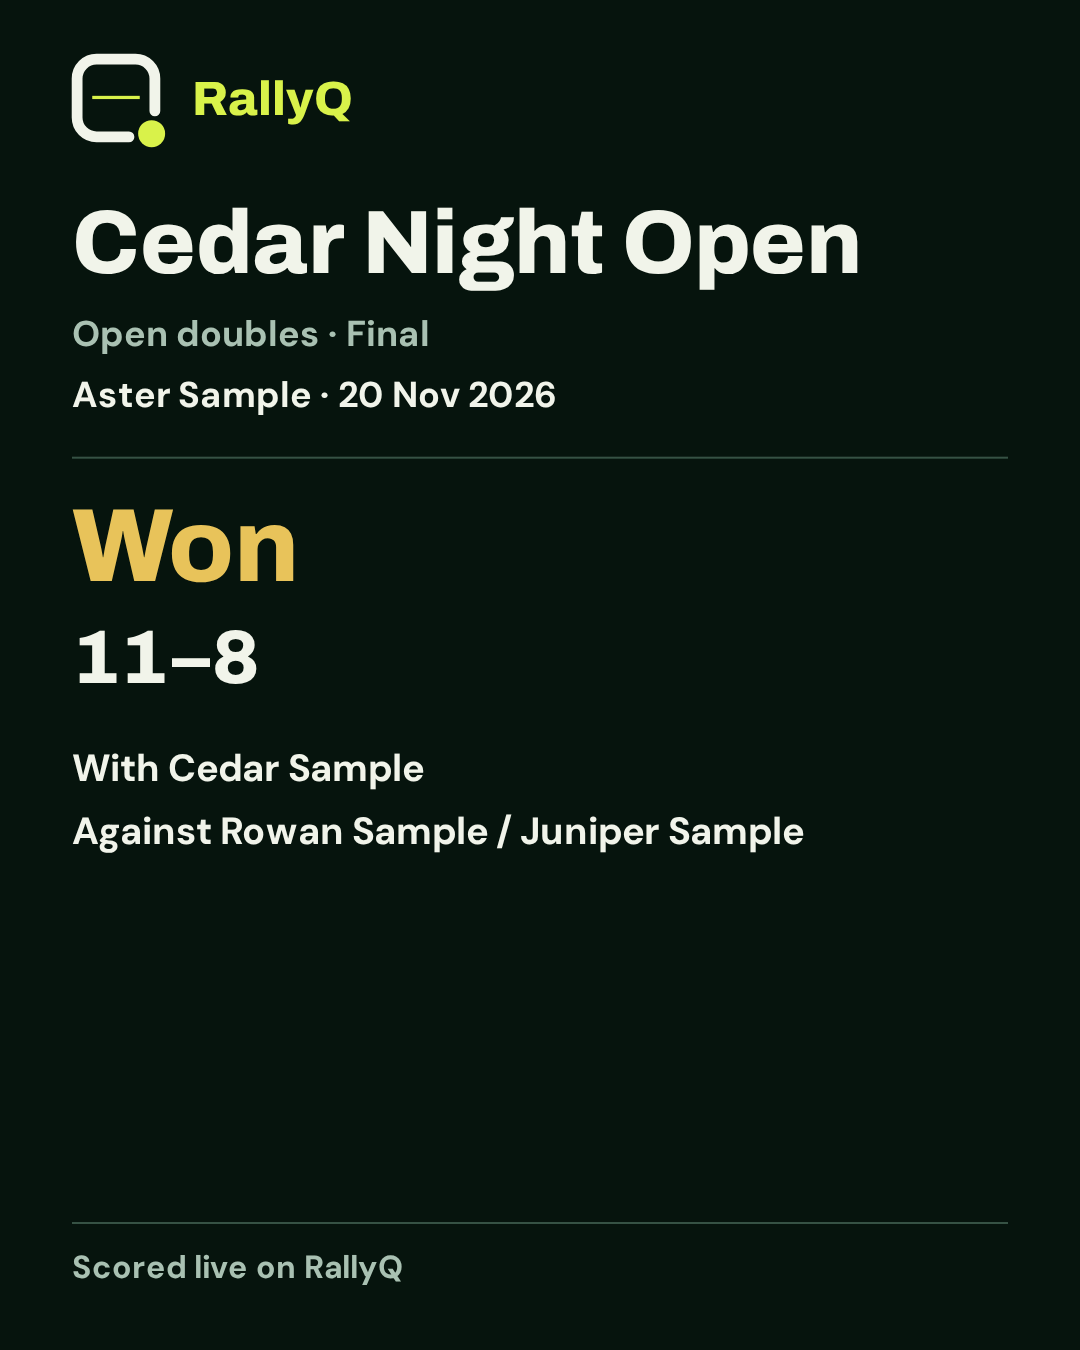 RallyQ
Cedar Night Open
Open doubles · Final
Aster Sample · 20 Nov 2026
Won
11–8
With Cedar Sample
Against Rowan Sample / Juniper Sample
Scored live on RallyQ